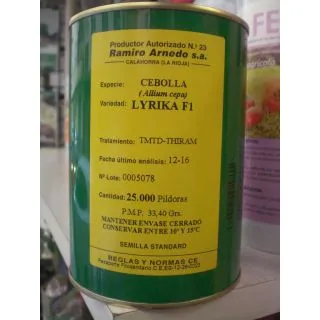 Productor Autorizado N.º 23
Ramiro Arnedo s.a.
CALAHORRA (LA RIOJA)
Especie: CEBOLLA
(Allium cepa)
Variedad: LYRIKA F1
Tratamiento: TMTD-THIRAM
Fecha último análisis: 12-16
Nº Lote: 0005078
Cantidad: 25.000 Píldoras
P.M.P. 33,40 Grs.
MANTENER ENVASE CERRADO
CONSERVAR ENTRE 10º Y 15ºC
SEMILLA STANDARD
REGLAS Y NORMAS CE
FE